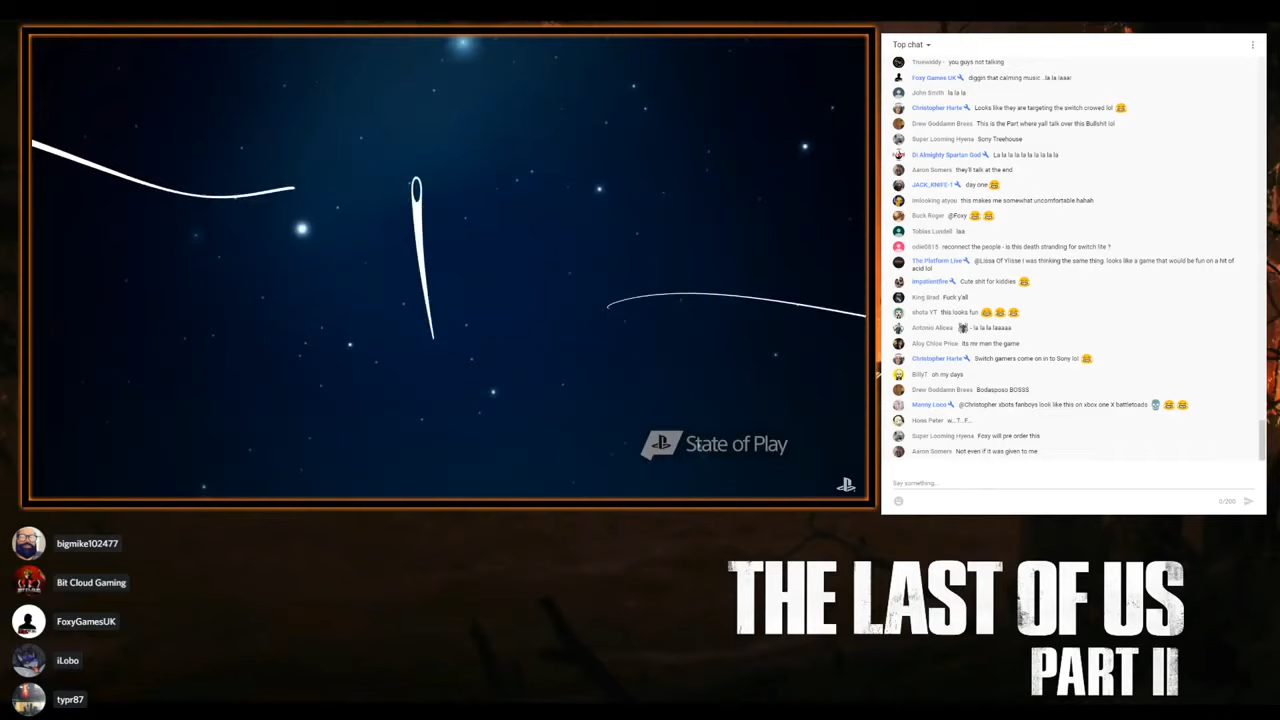 Top chat
Truewiddy - you guys not talking
Foxy Games UK diggin that calming music ..la la laaa!
John Smith la la la
Christopher Harte Looks like they are targeting the switch crowed lol
Drew Goddamn Brees This is the Part where yall talk over this Bullshit lol
Super Looming Hyena Sony Treehouse
Di Almighty Spartan God La la la la la la la la la la
Aaron Somers they'll talk at the end
JACK_KNIFE-1 day one
Imlooking atyou this makes me somewhat uncomfortable hahah
Buck Roger @Foxy
Tobias Lundell laa
odie0815 reconnect the people - is this death stranding for switch lite ?
The Platform Live @Lissa Of Ylisse I was thinking the same thing. looks like a game that would be fun on a hit of
acid lol
impatientfire Cute shit for kiddies
King Brad Fuck y'all
shota YT this looks fun
Antonio Alicea - la la la laaaaa
Aloy Chloe Price Its mr men the game
Christopher Harte Switch gamers come on in to Sony lol
BillyT oh my days
Drew Goddamn Brees Bodasposo BOSSS
Manny Loco @Christopher xbots fanboys look like this on xbox one X battletoads
Hons Peter w...T...F...
Super Looming Hyena Foxy will pre order this
Aaron Somers Not even if it was given to me
Say something...
0/200
State of Play
bigmike102477
Bit Cloud Gaming
FoxyGamesUK
iLobo
typr87
THE LAST OF US
PART II